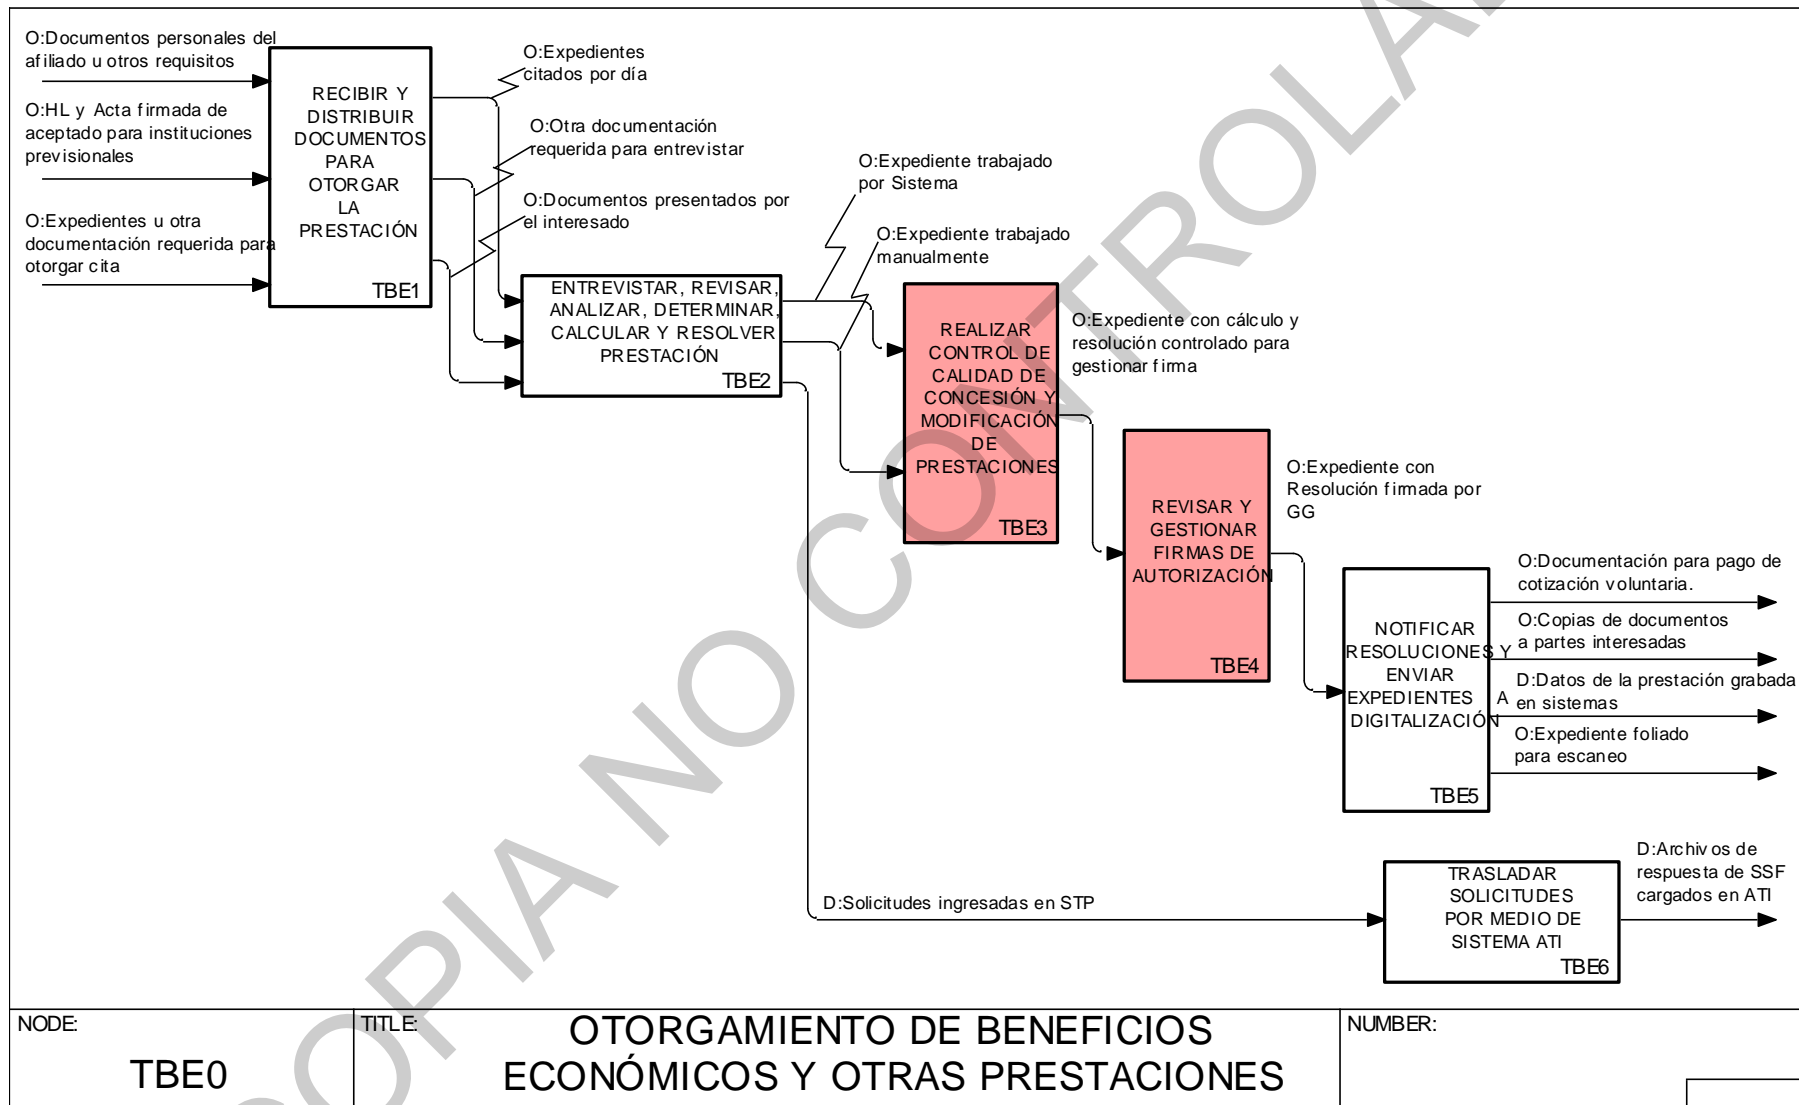 O:Documentos personales del
afiliado u otros requisitos
O:HL y Acta firmada de
aceptado para instituciones
previsionales
O:Expedientes u otra
documentación requerida para
otorgar cita
RECIBIR Y
DISTRIBUIR
DOCUMENTOS
PARA
OTORGAR
LA
PRESTACIÓN
TBE1
O:Expedientes
citados por día
O:Otra documentación
requerida para entrevistar
O:Documentos presentados por
el interesado
ENTREVISTAR, REVISAR,
ANALIZAR, DETERMINAR,
CALCULAR Y RESOLVER
PRESTACIÓN
TBE2
O:Expediente trabajado
por Sistema
O:Expediente trabajado
manualmente
REALIZAR
CONTROL DE
CALIDAD DE
CONCESIÓN Y
MODIFICACIÓN
DE
PRESTACIONES
TBE3
O:Expediente con cálculo y
resolución controlado para
gestionar firma
REVISAR Y
GESTIONAR
FIRMAS DE
AUTORIZACIÓN
TBE4
O:Expediente con
Resolución firmada por
GG
NOTIFICAR
RESOLUCIONES Y
ENVIAR
EXPEDIENTES A
DIGITALIZACIÓN
TBE5
O:Documentación para pago de
cotización voluntaria.
O:Copias de documentos
a partes interesadas
D:Datos de la prestación grabada
en sistemas
O:Expediente foliado
para escaneo
D:Solicitudes ingresadas en STP
TRASLADAR
SOLICITUDES
POR MEDIO DE
SISTEMA ATI
TBE6
D:Archivos de
respuesta de SSF
cargados en ATI
NODE:
TBE0
TITLE:
OTORGAMIENTO DE BENEFICIOS
ECONÓMICOS Y OTRAS PRESTACIONES
NUMBER:
OPIA NO CONTROLA